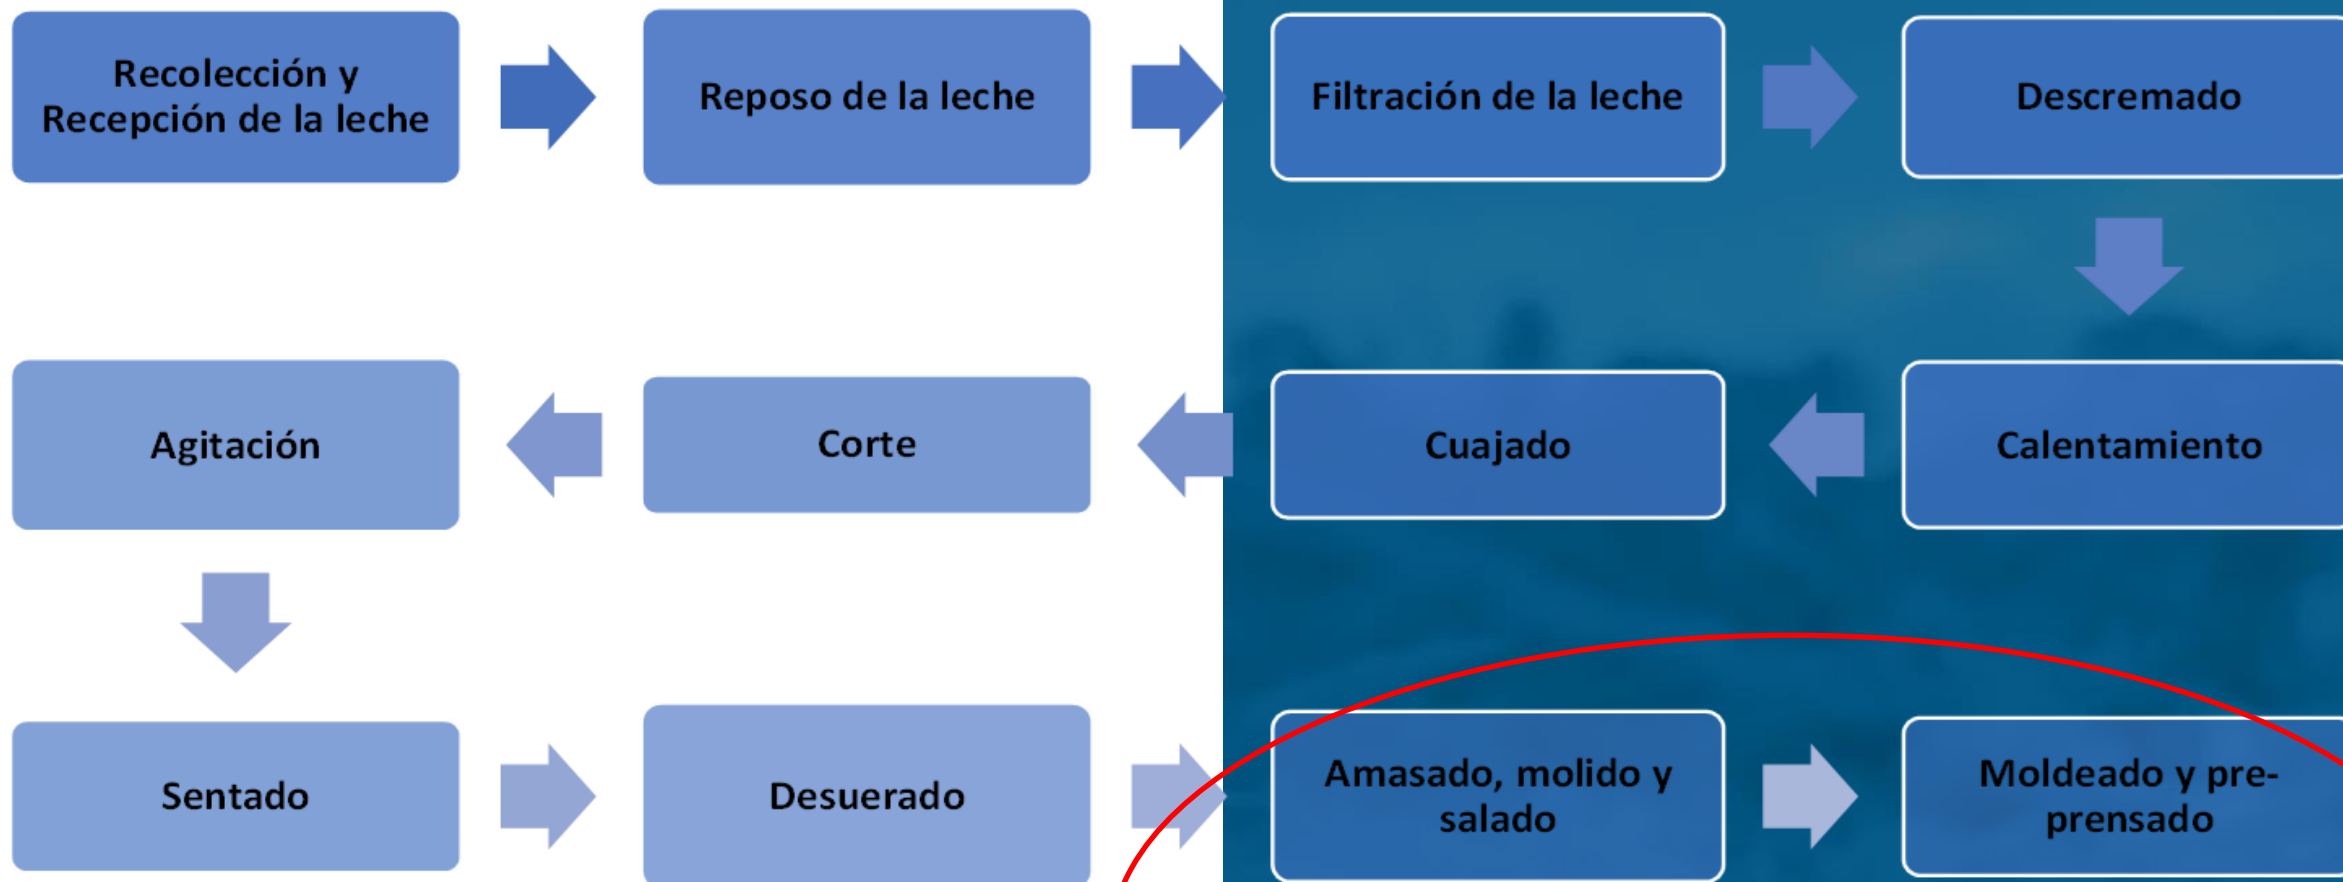 Recolección y
Recepción de la leche
Reposo de la leche
Filtración de la leche
Descremado
Calentamiento
Cuajado
Corte
Agitación
Sentado
Desuerado
Amasado, molido y
salado
Moldeado y pre-
prensado